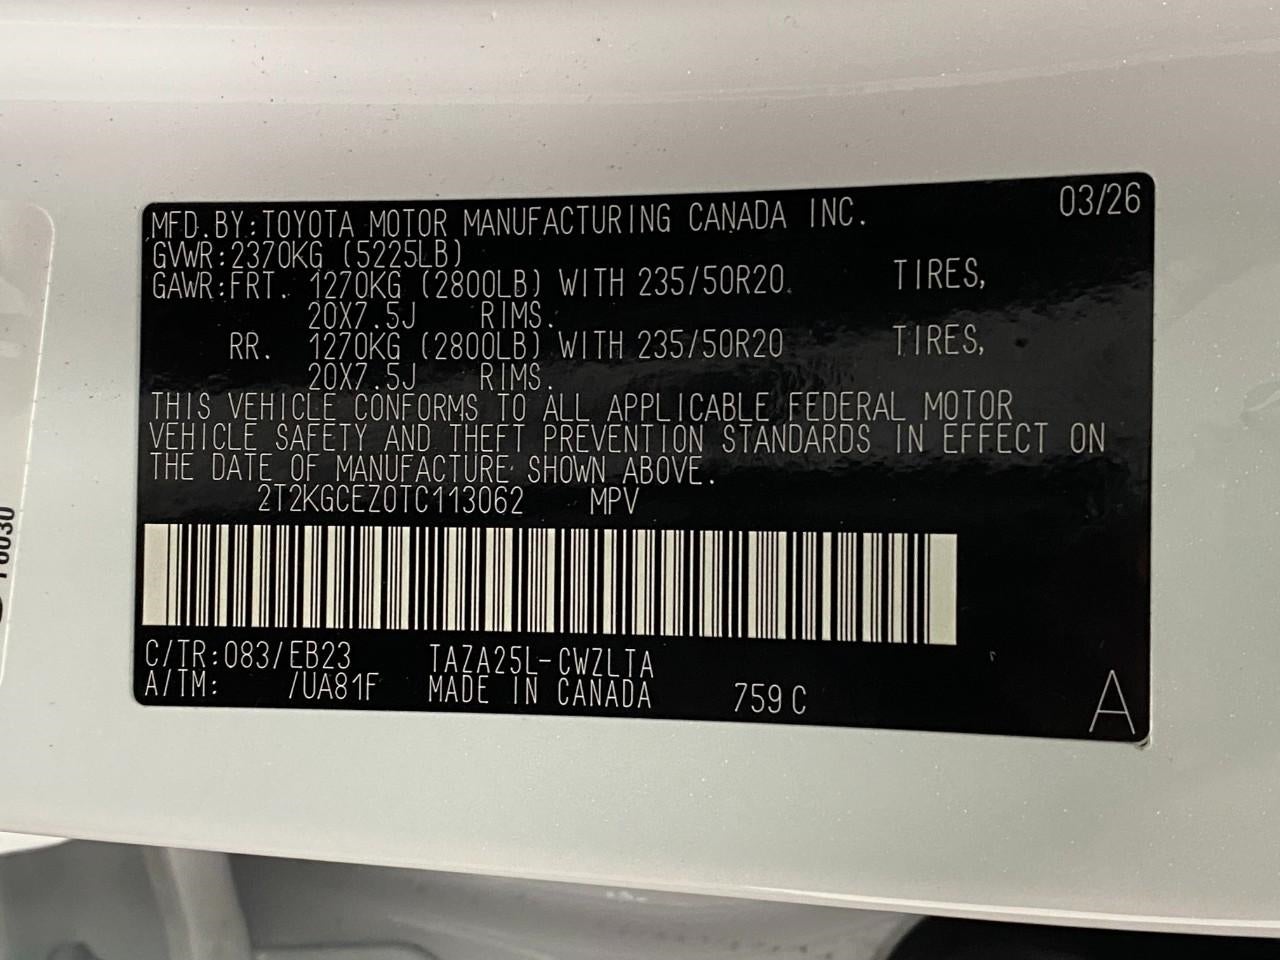 MFD.BY:TOYOTA MOTOR MANUFACTURING CANADA INC. 03/26
GVWR:2370KG (5225LB)
GAWR:FRT. 1270KG (2800LB) WITH 235/50R20 TIRES,
20X7.5J RIMS.
RR. 1270KG (2800LB) WITH 235/50R20 TIRES,
20X7.5J RIMS.
THIS VEHICLE CONFORMS TO ALL APPLICABLE FEDERAL MOTOR
VEHICLE SAFETY AND THEFT PREVENTION STANDARDS IN EFFECT ON
THE DATE OF MANUFACTURE SHOWN ABOVE.
2T2KGCEZ0TC113062 MPV
C/TR:083/EB23 TAZA25L-CWZLTA
A/TM: /UA81F MADE IN CANADA 759C A